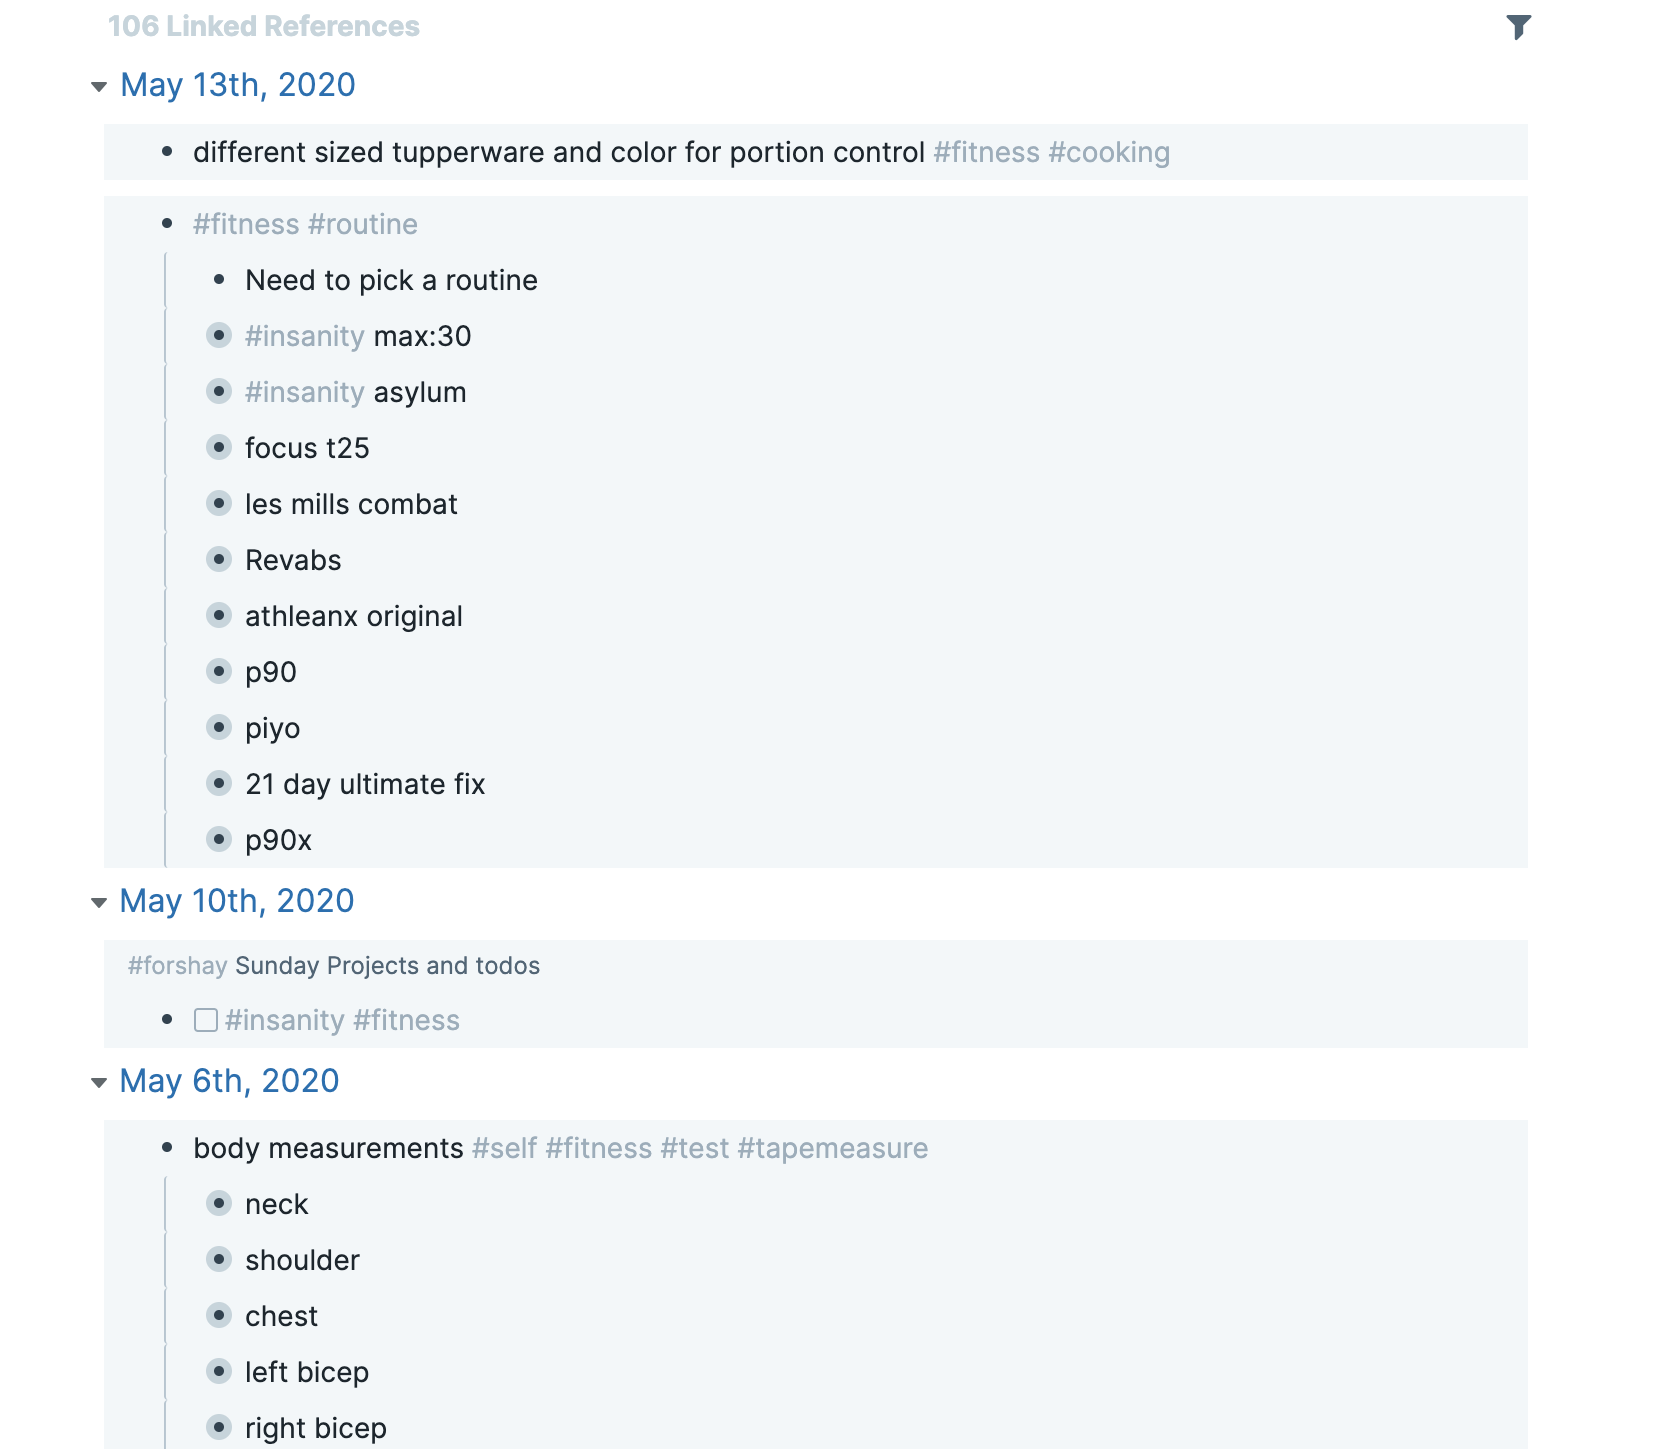 106 Linked References
May 13th, 2020
different sized tupperware and color for portion control #fitness #cooking
#fitness #routine
Need to pick a routine
#insanity max:30
#insanity asylum
focus t25
les mills combat
Revabs
athleanx original
p90
piyo
21 day ultimate fix
p90x
May 10th, 2020
#forshay Sunday Projects and todos
#insanity #fitness
May 6th, 2020
body measurements #self #fitness #test #tapemeasure
neck
shoulder
chest
left bicep
right bicep